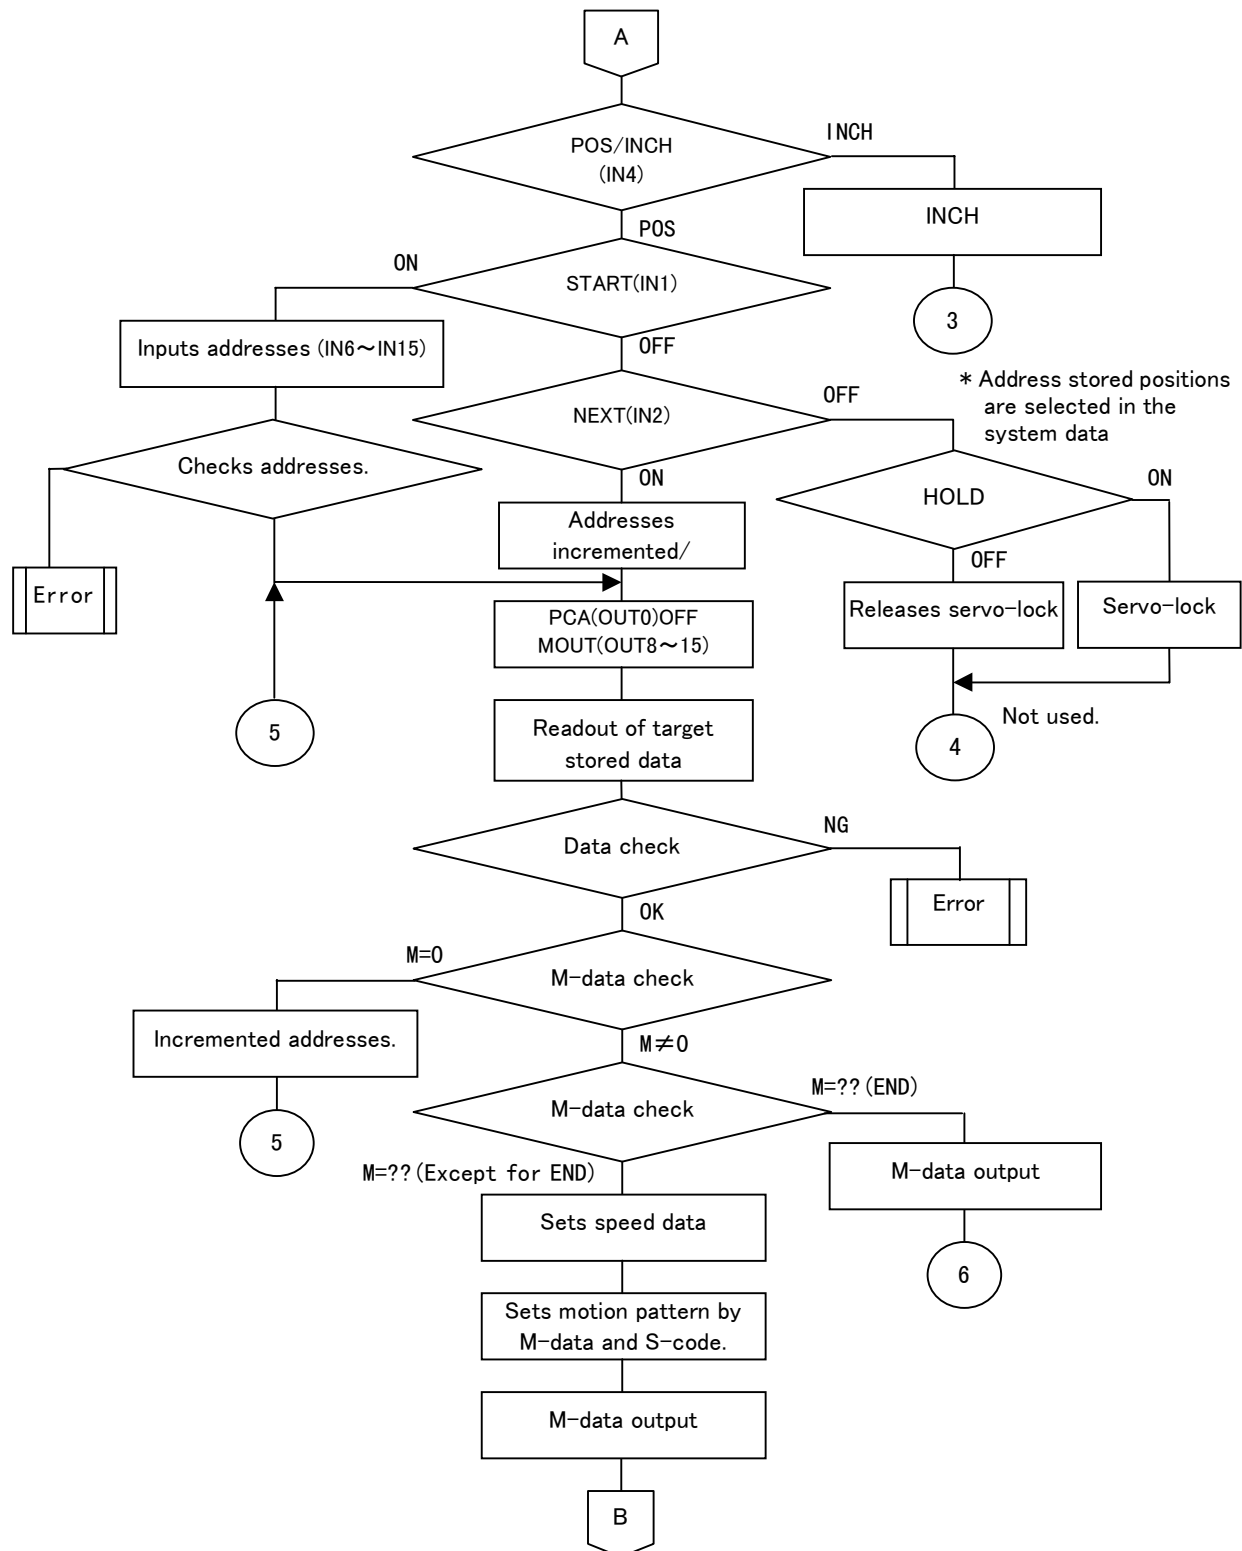 A
POS/INCH
(IN4)
INCH
INCH
POS
3
START(IN1)
ON
Inputs addresses (IN6～IN15)
OFF
* Address stored positions
are selected in the
system data
NEXT(IN2)
OFF
Checks addresses.
Error
ON
HOLD
ON
Addresses
incremented/
OFF
Releases servo-lock
Servo-lock
PCA(OUT0)OFF
MOUT(OUT8～15)
5
Not used.
4
Readout of target
stored data
Data check
NG
Error
OK
M=0
M-data check
Incremented addresses.
M≠0
5
M-data check
M=??(END)
M-data output
6
M=??(Except for END)
Sets speed data
Sets motion pattern by
M-data and S-code.
M-data output
B